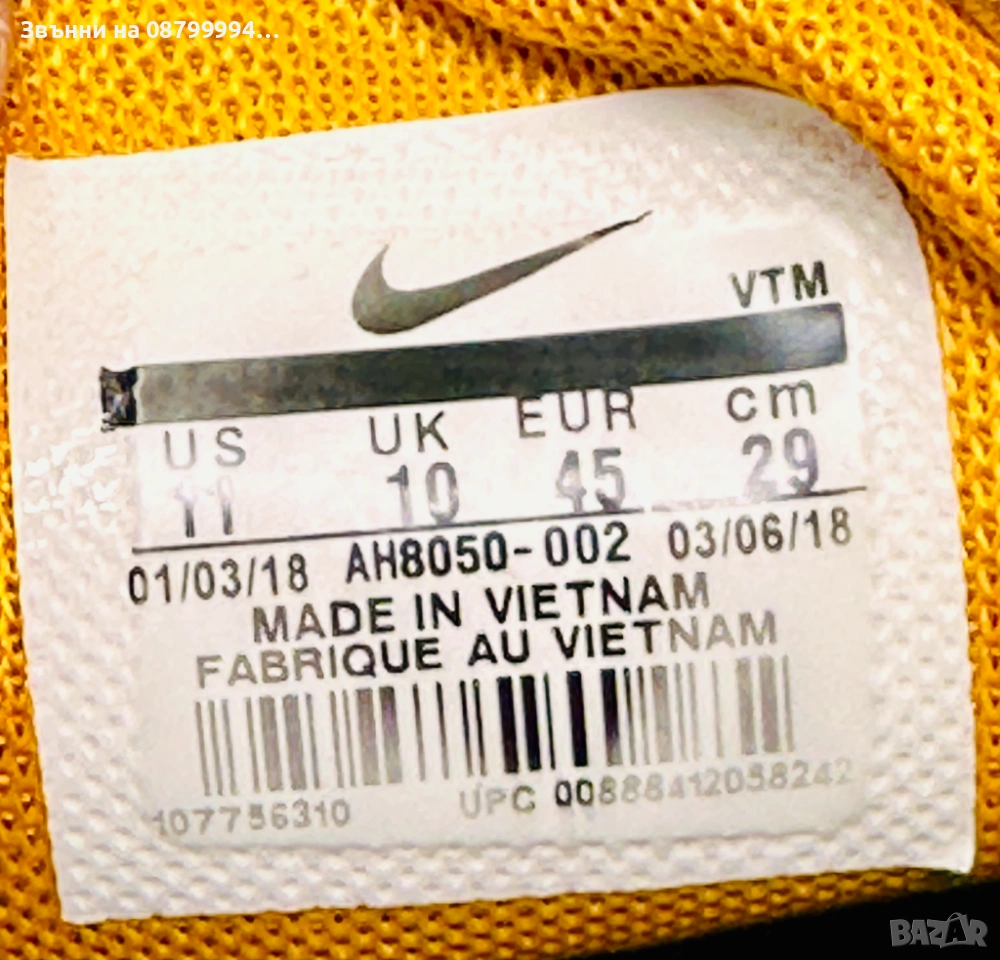 Звънни на 08799994...
VTM
US UK EUR cm
11 10 45 29
01/03/18 AH8050-002 03/06/18
MADE IN VIETNAM
FABRIQUE AU VIETNAM
107756310 UPC 00888412058242
BAZAR